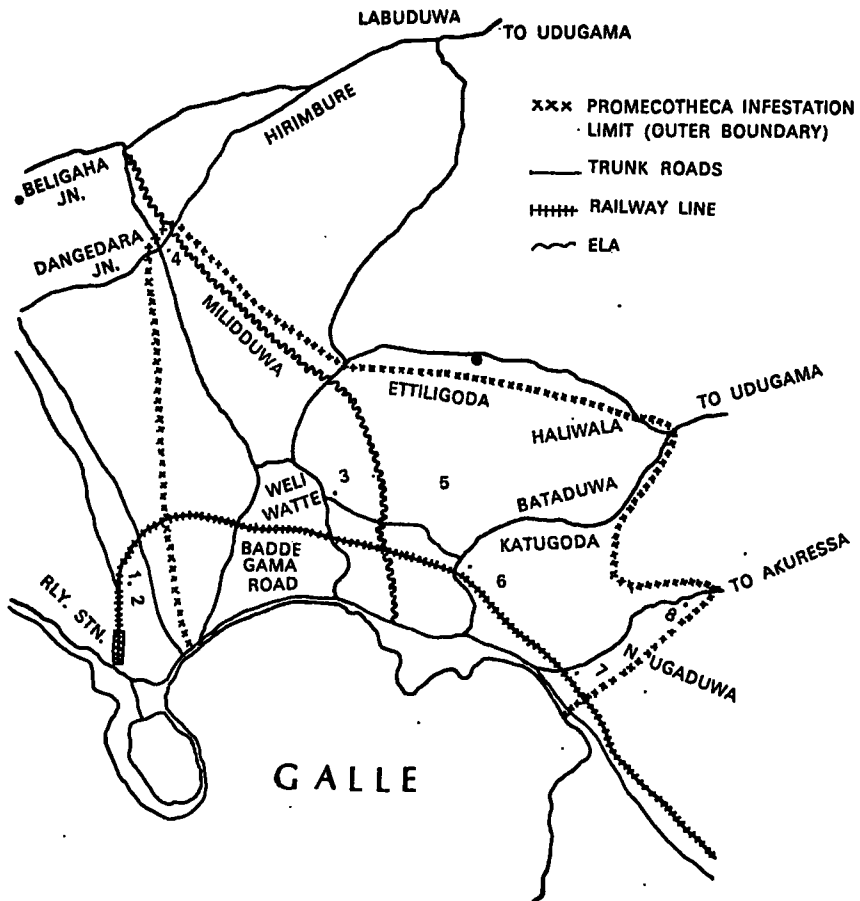 LABUDUWA
TO UDUGAMA
HIRIMBURE
xxx PROMECOTHECA INFESTATION
LIMIT (OUTER BOUNDARY)
TRUNK ROADS
RAILWAY LINE
ELA
BELIGAHA
JN.
DANGEDARA
JN.
4
MILIDDUWA
ETTILIGODA
TO UDUGAMA
HALIWALA
WELI
WATTE
3
5
BATADUWA
KATUGODA
BADDE
GAMA
ROAD
6
TO AKURESSA
RLY. STN.
1.
2
8
7
N UGADUWA
GALLE